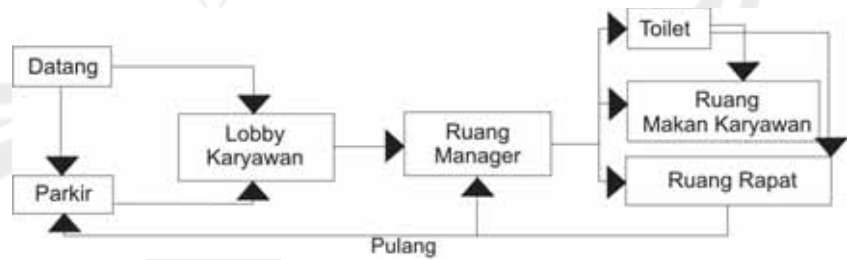 Datang
Parkir
Lobby
Karyawan
Ruang
Manager
Toilet
Ruang
Makan Karyawan
Ruang Rapat
Pulang